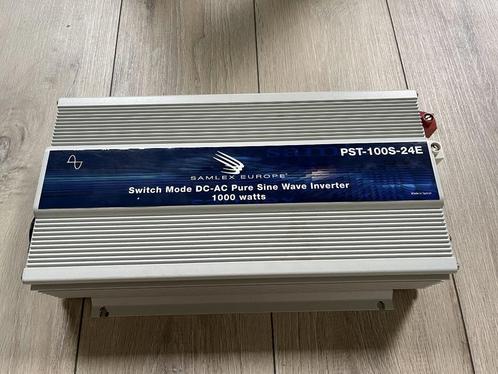 PST-100S-24E
SAMLEX EUROPE®
Switch Mode DC-AC Pure Sine Wave Inverter
1000 watts